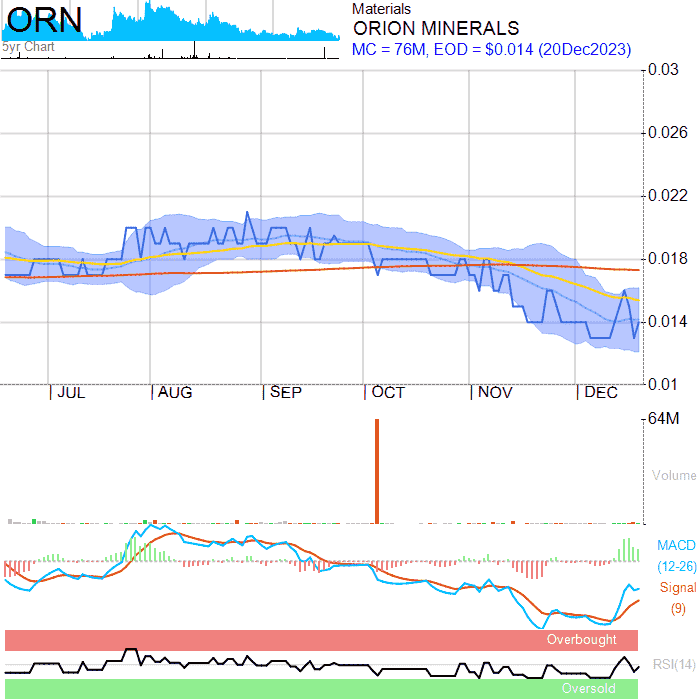 ORN
5yr Chart
Materials
ORION MINERALS
MC = 76M, EOD = $0.014 (20Dec2023)
0.03
0.026
0.022
0.018
0.014
0.01
JUL AUG SEP OCT NOV DEC
64M
Volume
MACD
(12-26)
Signal
(9)
Overbought
RSI(14)
Oversold